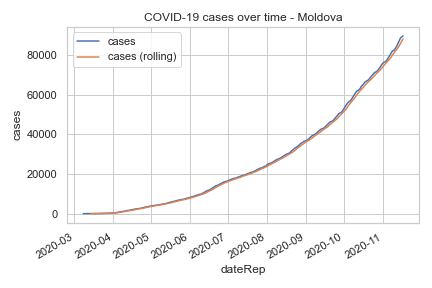 COVID-19 cases over time - Moldova
cases
cases (rolling)
80000
60000
40000
20000
0
cases
2020-03
2020-04
2020-05
2020-06
2020-07
2020-08
2020-09
2020-10
2020-11
dateRep